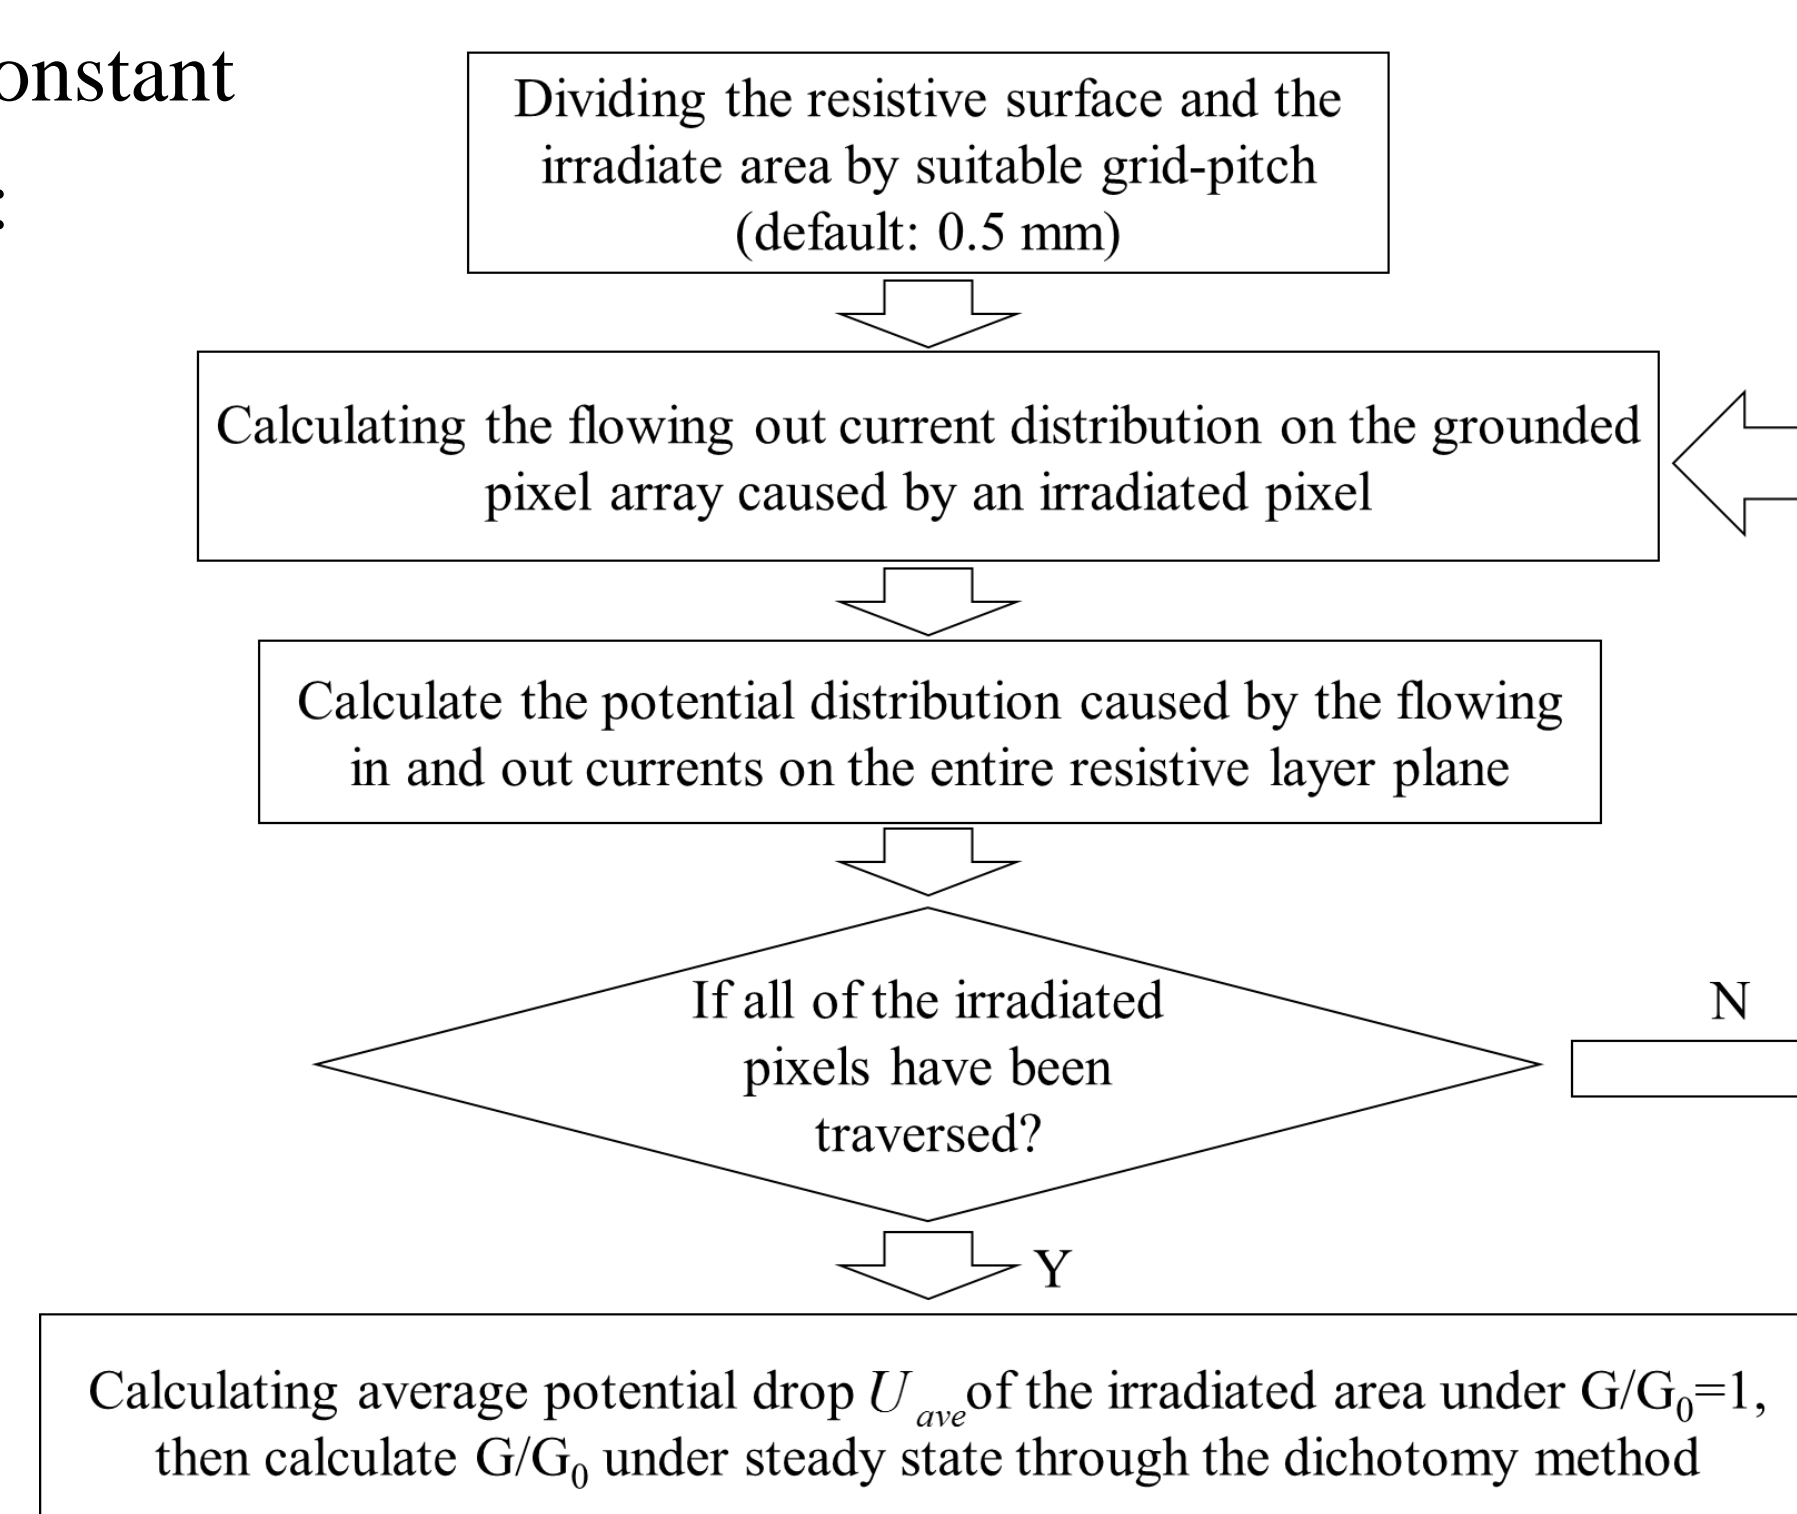 onstant
:
Dividing the resistive surface and the
irradiate area by suitable grid-pitch
(default: 0.5 mm)
Calculating the flowing out current distribution on the grounded
pixel array caused by an irradiated pixel
Calculate the potential distribution caused by the flowing
in and out currents on the entire resistive layer plane
If all of the irradiated
pixels have been
traversed?
N
Y
Calculating average potential drop U ave of the irradiated area under G/G0=1,
then calculate G/G0 under steady state through the dichotomy method